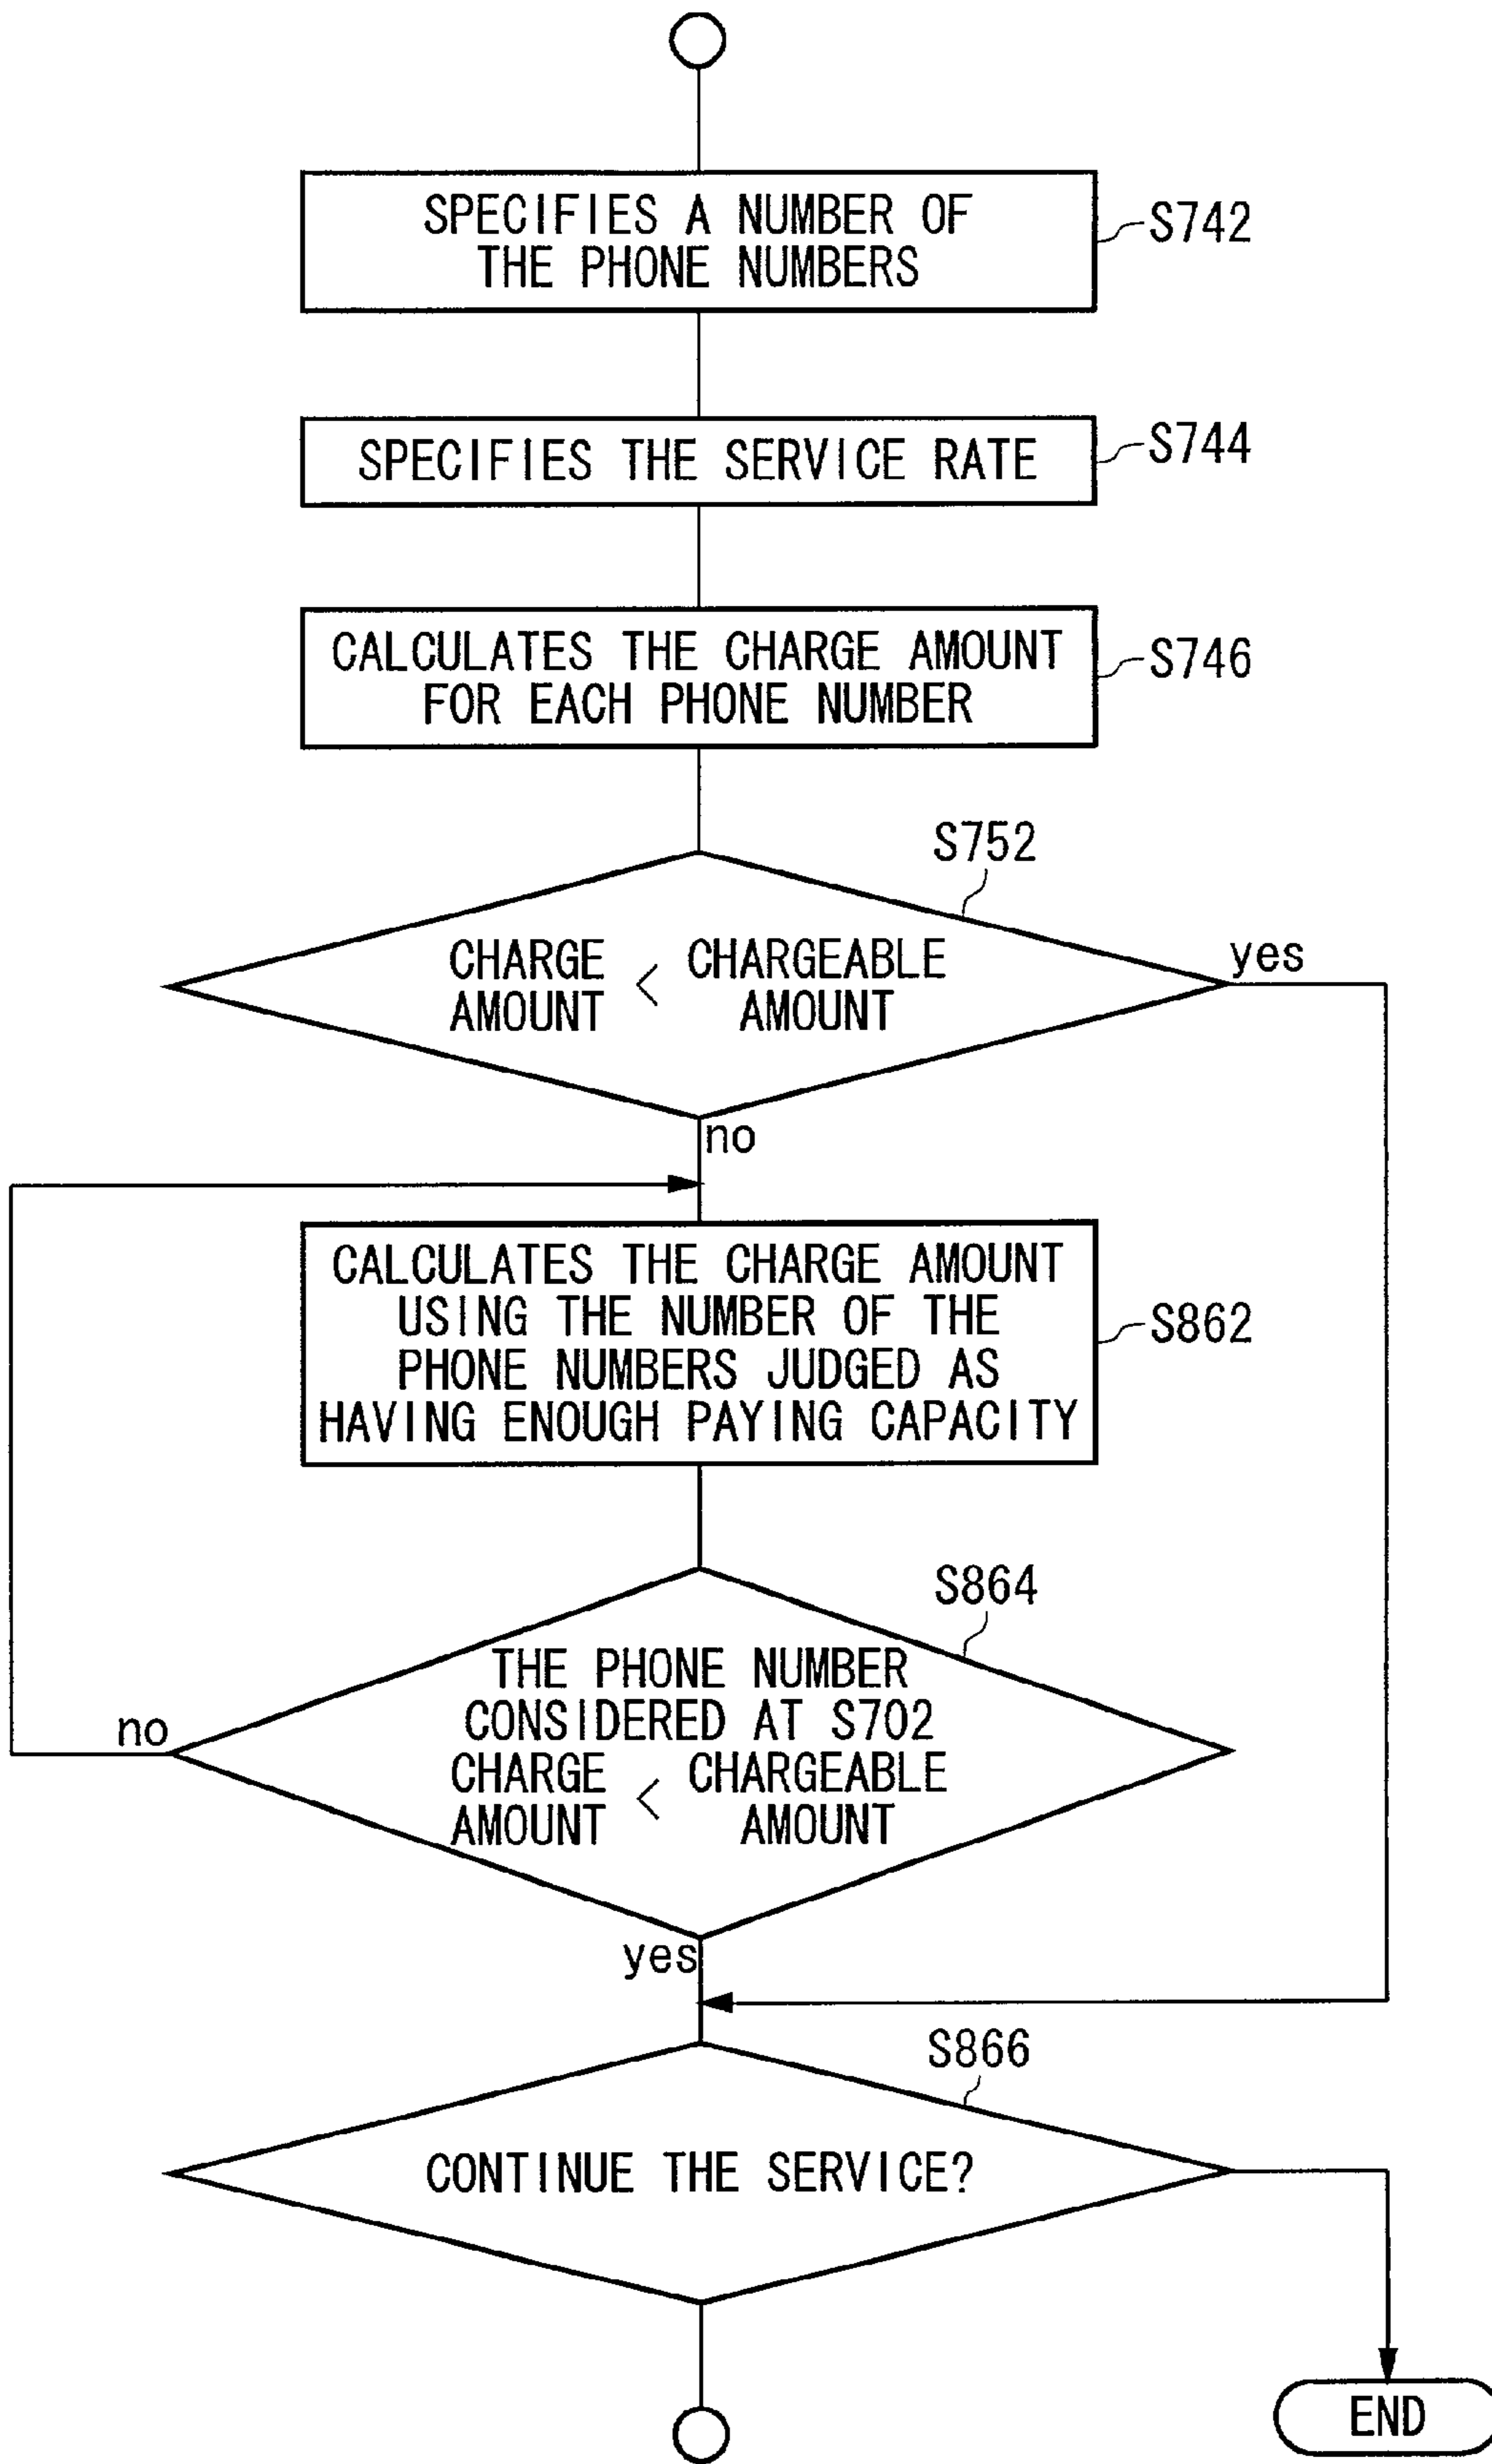 SPECIFIES A NUMBER OF
THE PHONE NUMBERS
S742
SPECIFIES THE SERVICE RATE
S744
CALCULATES THE CHARGE AMOUNT
FOR EACH PHONE NUMBER
S746
S752
CHARGE AMOUNT < CHARGEABLE AMOUNT
yes
no
CALCULATES THE CHARGE AMOUNT
USING THE NUMBER OF THE
PHONE NUMBERS JUDGED AS
HAVING ENOUGH PAYING CAPACITY
S862
S864
THE PHONE NUMBER
CONSIDERED AT S702
CHARGE AMOUNT < CHARGEABLE AMOUNT
no
yes
S866
CONTINUE THE SERVICE?
END